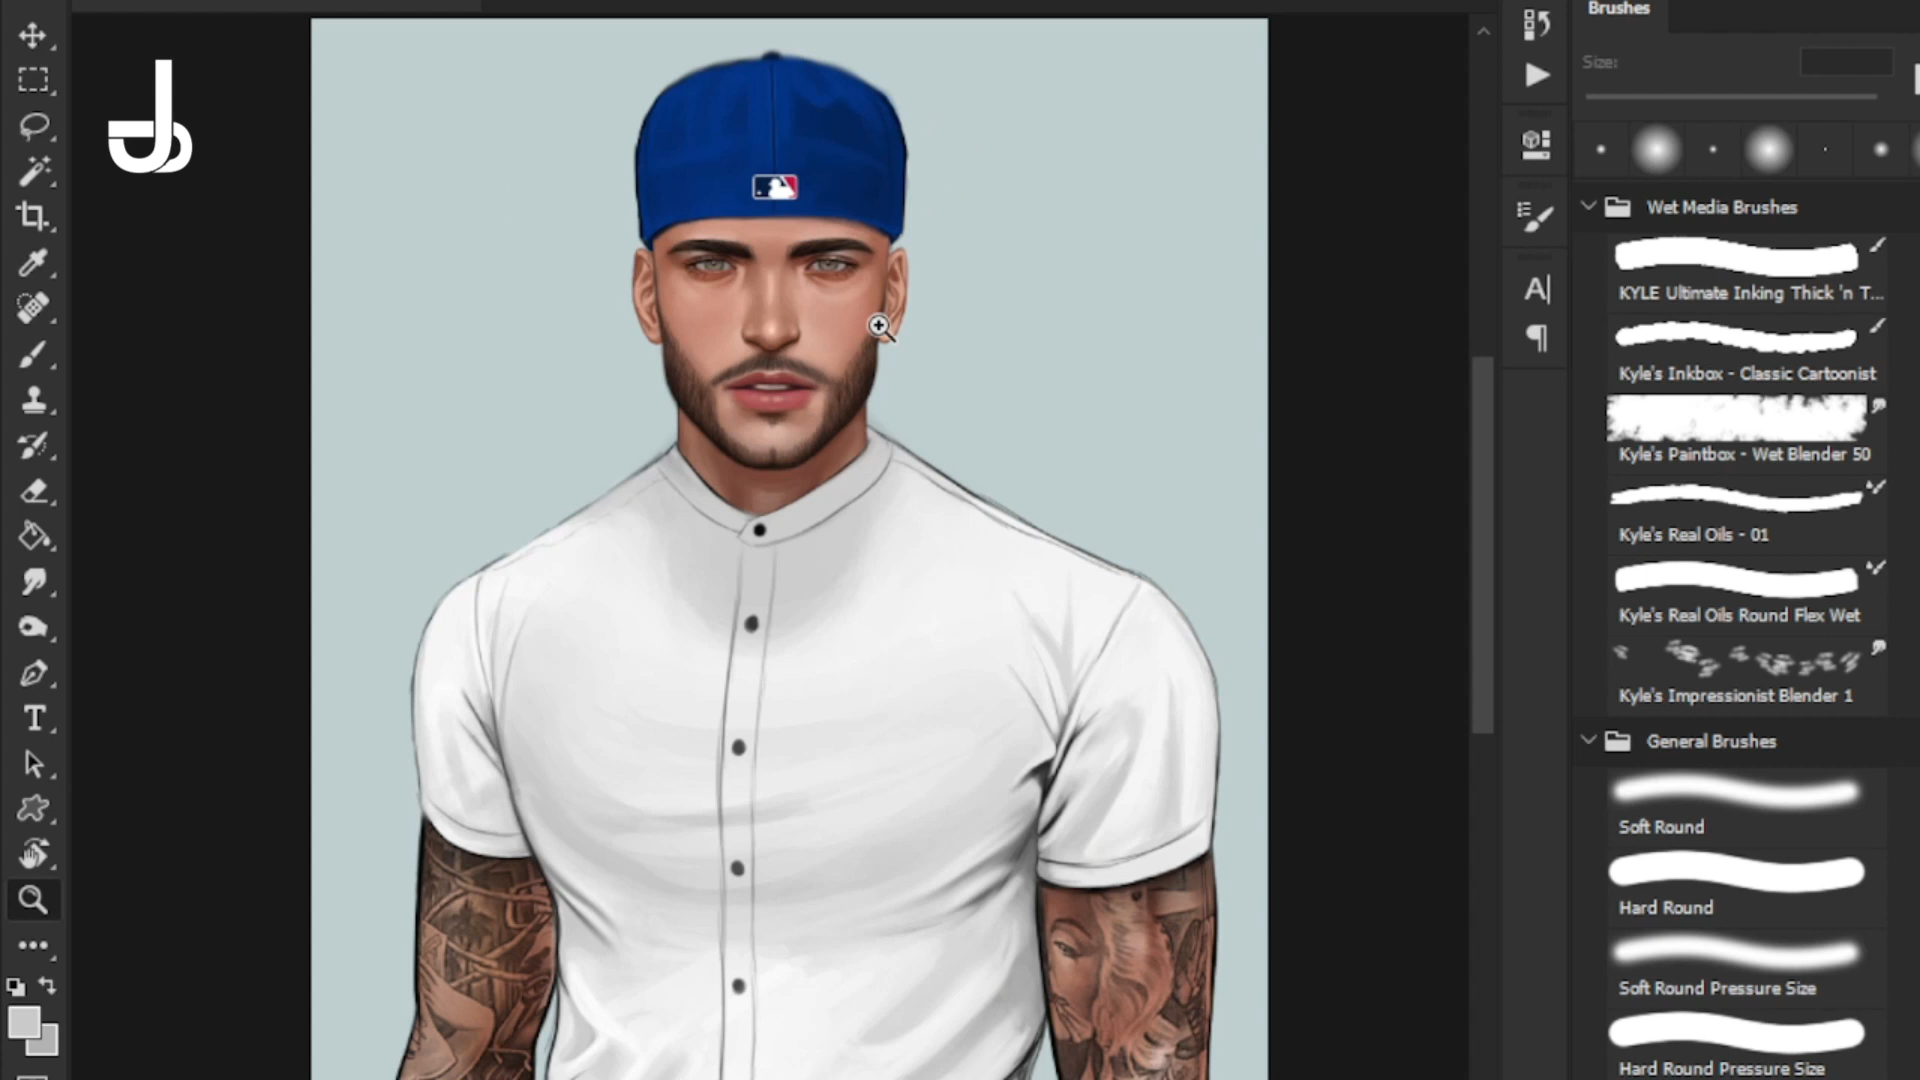 Brushes
Size:
Wet Media Brushes
KYLE Ultimate Inking Thick 'n T...
Kyle's Inkbox - Classic Cartoonist
Kyle's Paintbox - Wet Blender 50
Kyle's Real Oils - 01
Kyle's Real Oils Round Flex Wet
Kyle's Impressionist Blender 1
General Brushes
Soft Round
Hard Round
Soft Round Pressure Size
Hard Round Pressure Size